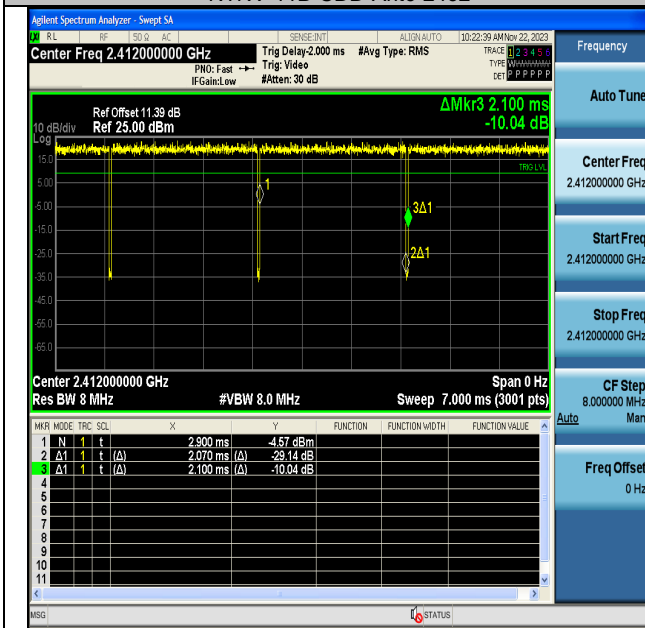 Agilent Spectrum Analyzer - Swept SA
LXI RL RF 50 Ω AC SENSE:INT ALIGN AUTO 10:22:39 AM Nov 22, 2023
Center Freq 2.412000000 GHz Trig Delay-2.000 ms #Avg Type: RMS TRACE 1 2 3 4 5 6
PNO: Fast Trig: Video TYPE
IFGain:Low #Atten: 30 dB DET P P P P P P
Frequency
Auto Tune
Center Freq
2.412000000 GHz
Start Freq
2.412000000 GHz
Stop Freq
2.412000000 GHz
CF Step
8.000000 MHz
Auto Man
Freq Offset
0 Hz
ΔMkr3 2.100 ms
-10.04 dB
Ref Offset 11.39 dB
10 dB/div Ref 25.00 dBm
Log
15.0
5.00
-5.00
-15.0
-25.0
-35.0
-45.0
-55.0
-65.0
TRIG LVL
1
3Δ1
2Δ1
Center 2.412000000 GHz Span 0 Hz
Res BW 8 MHz #VBW 8.0 MHz Sweep 7.000 ms (3001 pts)
MKR MODE TRC SCL X Y FUNCTION FUNCTION WIDTH FUNCTION VALUE
1 N 1 t 2.900 ms -4.57 dBm
2 Δ1 1 t (Δ) 2.070 ms (Δ) -29.14 dB
3 Δ1 1 t (Δ) 2.100 ms (Δ) -10.04 dB
4
5
6
7
8
9
10
11
MSG STATUS